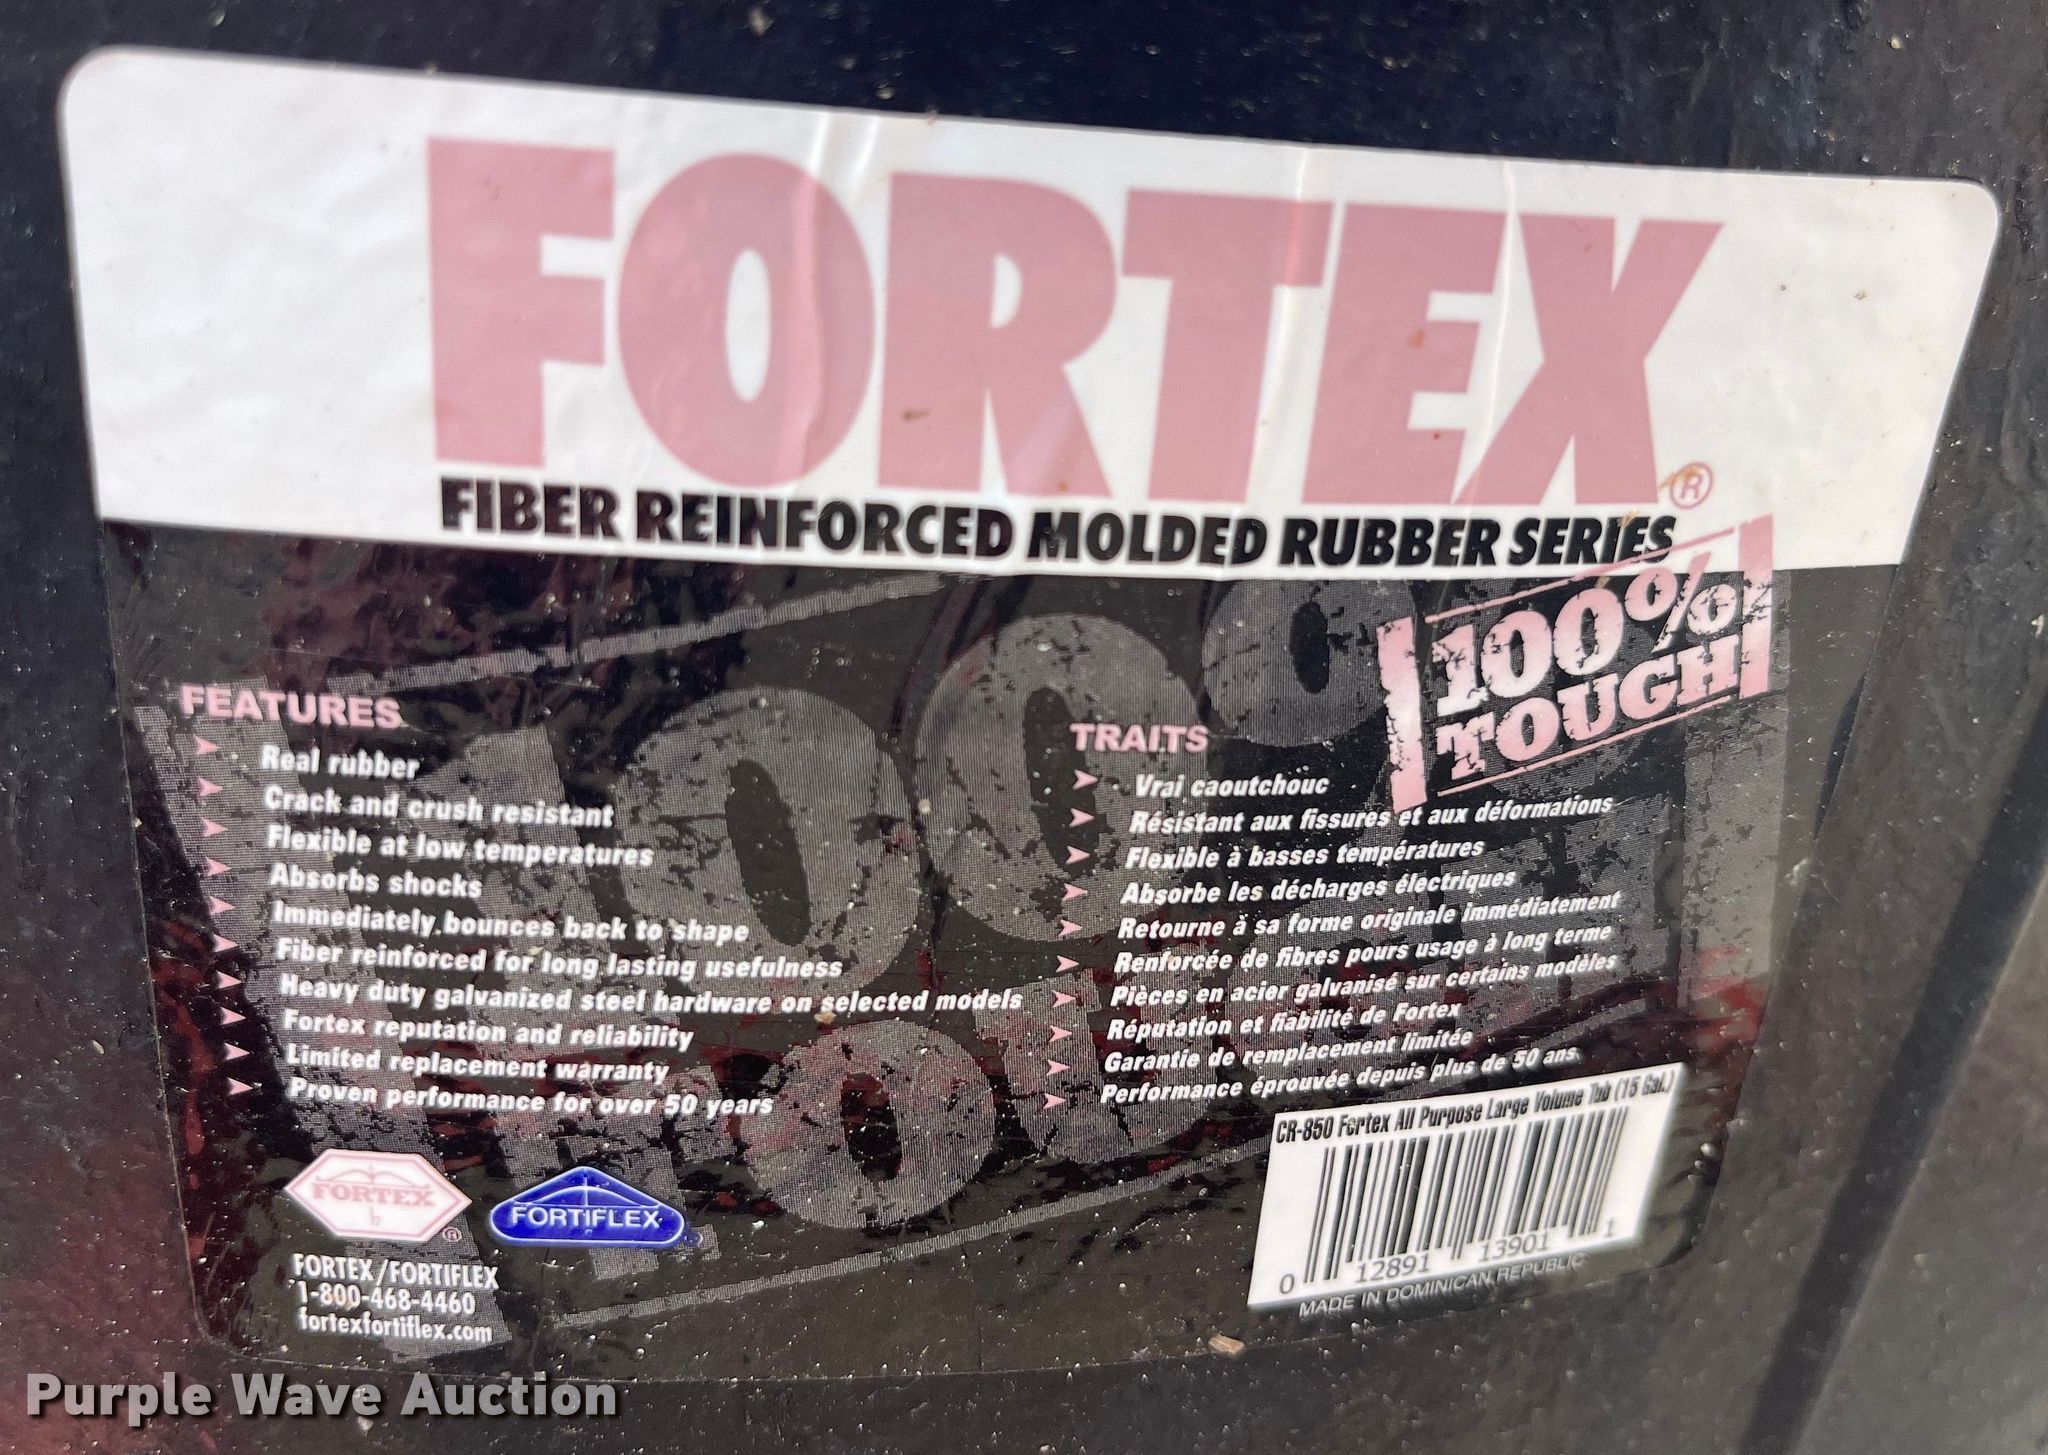 FORTEX®
FIBER REINFORCED MOLDED RUBBER SERIES
100%
TOUGH
FEATURES
Real rubber
Crack and crush resistant
Flexible at low temperatures
Absorbs shocks
Immediately bounces back to shape
Fiber reinforced for long lasting usefulness
Heavy duty galvanized steel hardware on selected models
Fortex reputation and reliability
Limited replacement warranty
Proven performance for over 50 years
TRAITS
Vrai caoutchouc
Résistant aux fissures et aux déformations
Flexible à basses températures
Absorbe les décharges électriques
Retourne à sa forme originale immédiatement
Renforcée de fibres pours usage à long terme
Pièces en acier galvanisé sur certains modèles
Réputation et fiabilité de Fortex
Garantie de remplacement limitée
Performance éprouvée depuis plus de 50 ans
FORTEX
®
FORTIFLEX
FORTEX/FORTIFLEX
1-800-468-4460
fortexfortiflex.com
CR-850 Fortex All Purpose Large Volume Tub (15 Gal.)
0 12891 13901 1
MADE IN DOMINICAN REPUBLIC
Purple Wave Auction